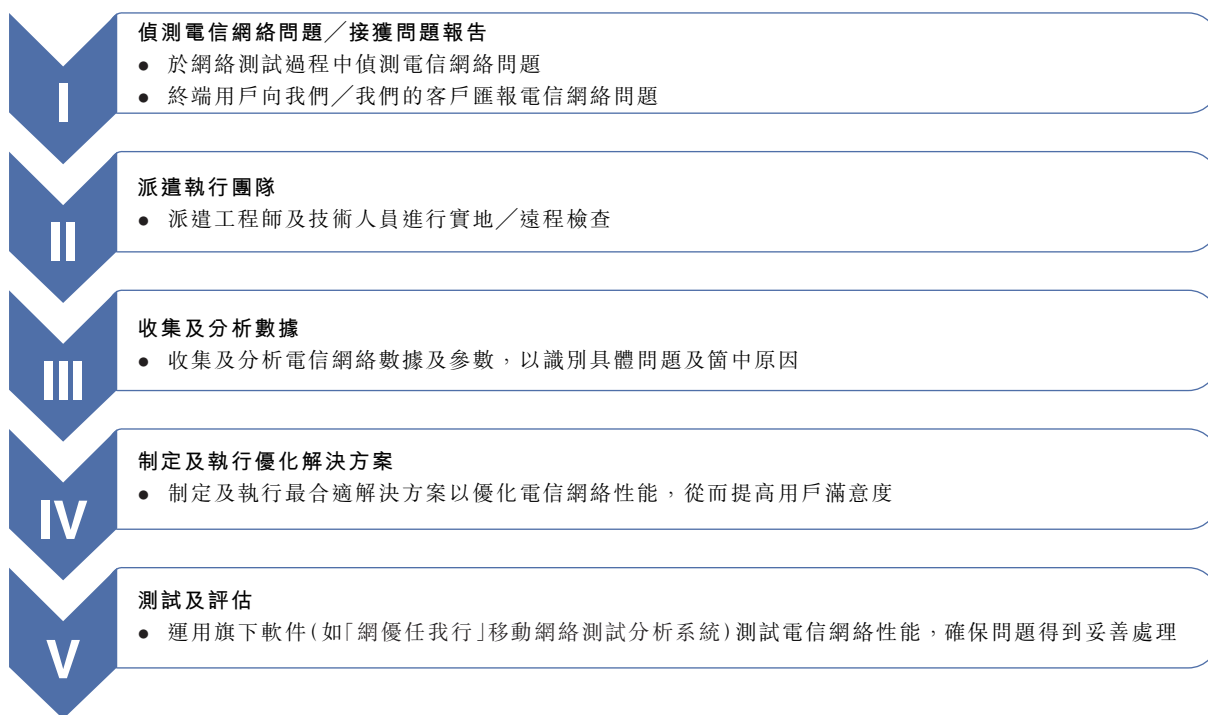 I
偵測電信網絡問題╱接獲問題報告
● 於網絡測試過程中偵測電信網絡問題
● 終端用戶向我們╱我們的客戶匯報電信網絡問題
II
派遣執行團隊
● 派遣工程師及技術人員進行實地╱遠程檢查
III
收集及分析數據
● 收集及分析電信網絡數據及參數，以識別具體問題及箇中原因
IV
制定及執行優化解決方案
● 制定及執行最合適解決方案以優化電信網絡性能，從而提高用戶滿意度
V
測試及評估
● 運用旗下軟件(如「網優任我行」移動網絡測試分析系統)測試電信網絡性能，確保問題得到妥善處理